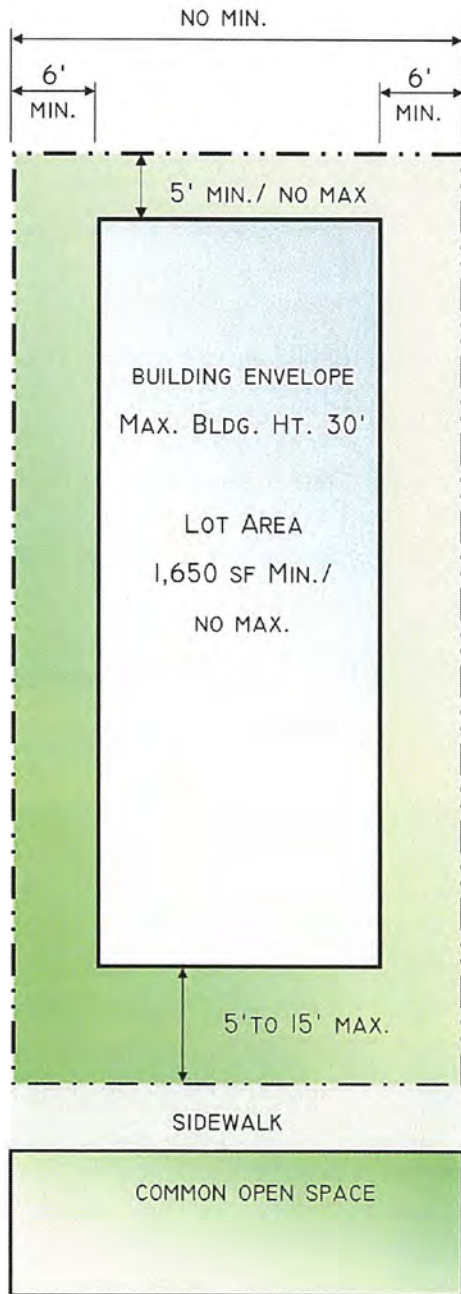 NO MIN.
6' 6'
MIN. MIN.
5' MIN./ NO MAX
BUILDING ENVELOPE
MAX. BLDG. HT. 30'
LOT AREA
1,650 SF MIN./
NO MAX.
5'TO 15' MAX.
SIDEWALK
COMMON OPEN SPACE